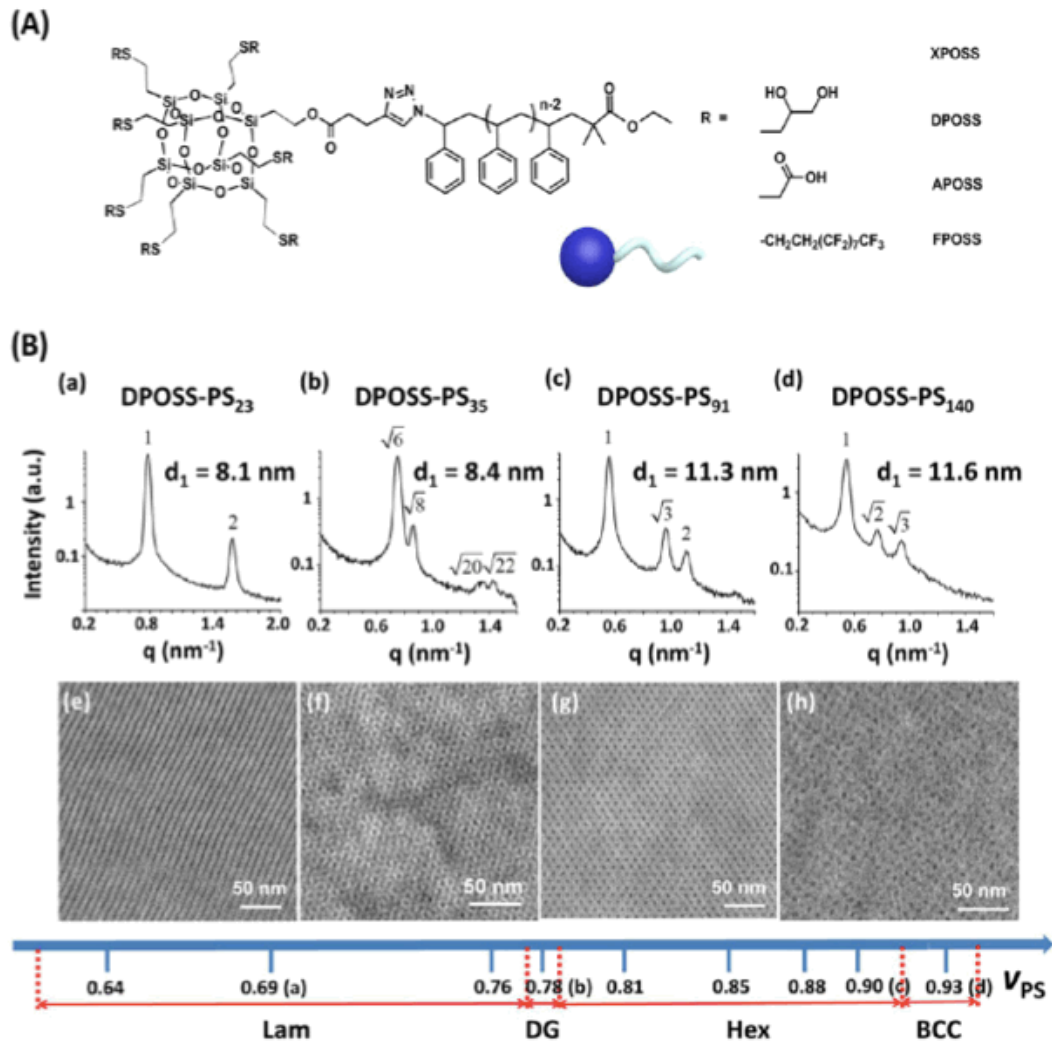 (A)
RS
SR
XPOSS
RS
Si O Si
O
N=N
N
n-2
O
O
R =
HO OH
DPOSS
O
OH
APOSS
RS
SR
RS
RS
SR
-CH₂CH₂(CF₂)₇CF₃
FPOSS
(B)
(a) (b) (c) (d)
DPOSS-PS₂₃ DPOSS-PS₃₅ DPOSS-PS₉₁ DPOSS-PS₁₄₀
1 √6 1 1
d₁ = 8.1 nm d₁ = 8.4 nm d₁ = 11.3 nm d₁ = 11.6 nm
2 √8 √20 √22 √3 2 √2 √3
Intensity (a.u.)
1 1 1 1
0.1 0.1 0.1 0.1
0.2 0.8 1.4 2.0 0.2 0.6 1.0 1.4 0.2 0.6 1.0 1.4 0.2 0.6 1.0 1.4
q (nm⁻¹) q (nm⁻¹) q (nm⁻¹) q (nm⁻¹)
(e) (f) (g) (h)
50 nm 50 nm 50 nm 50 nm
0.64 0.69 (a) 0.76 0.78 (b) 0.81 0.85 0.88 0.90 (c) 0.93 (d) vPS
Lam DG Hex BCC